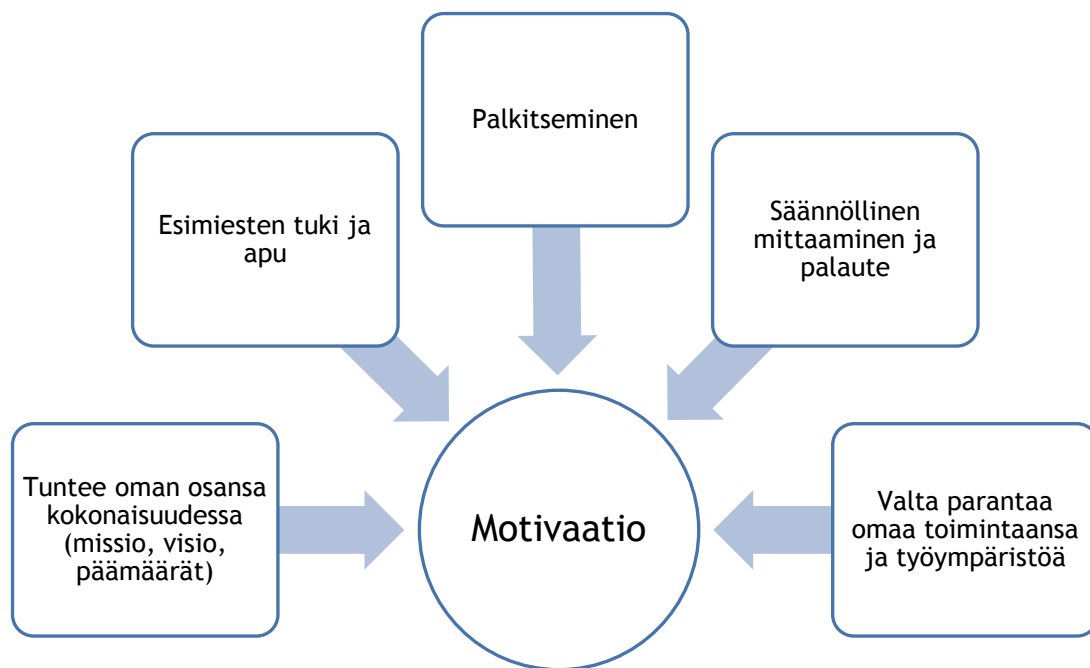 Palkitseminen
Esimiesten tuki ja
apu
Säännöllinen
mittaaminen ja
palaute
Tuntee oman osansa
kokonaisuudessa
(missio, visio,
päämäärät)
Motivaatio
Valta parantaa
omaa toimintaansa
ja työympäristöä